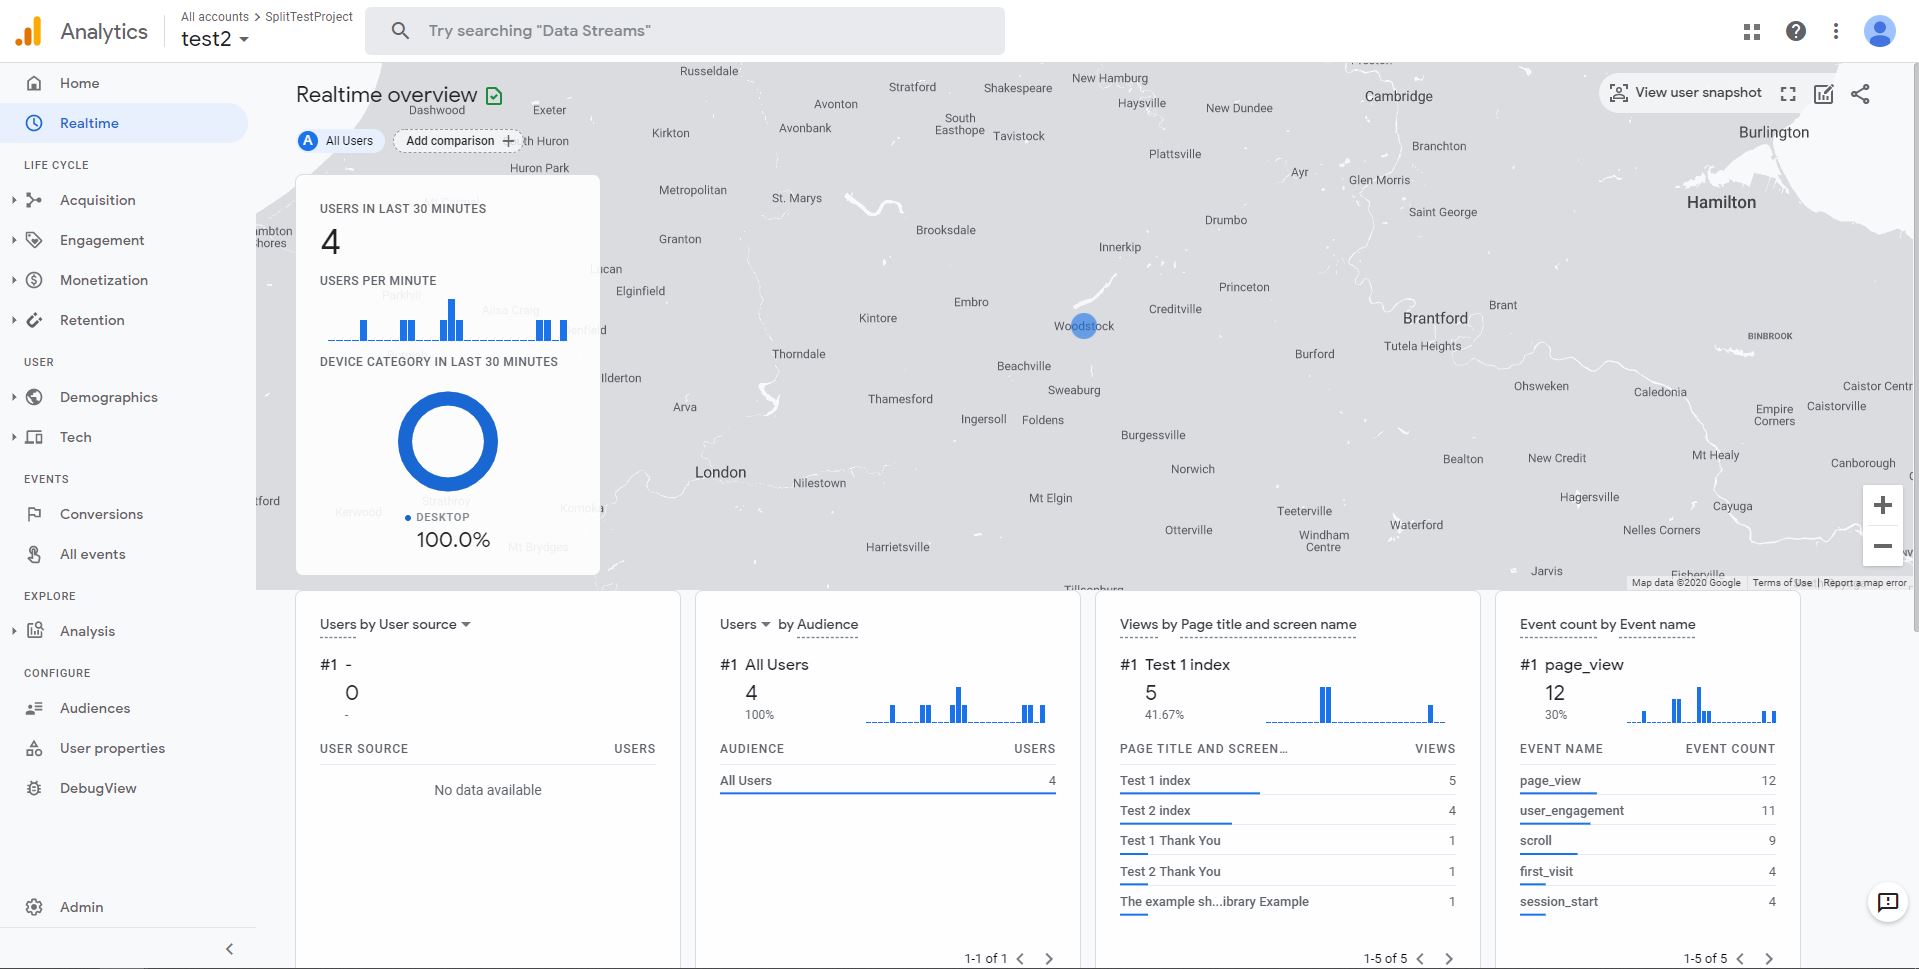 Analytics
All accounts > SplitTestProject
test2
Try searching "Data Streams"
Home
Realtime
LIFE CYCLE
Acquisition
Engagement
Monetization
Retention
USER
Demographics
Tech
EVENTS
Conversions
All events
EXPLORE
Analysis
CONFIGURE
Audiences
User properties
DebugView
Admin
Realtime overview
A All Users
Add comparison
View user snapshot
USERS IN LAST 30 MINUTES
4
USERS PER MINUTE
DEVICE CATEGORY IN LAST 30 MINUTES
DESKTOP
100.0%
Russeldale
Dashwood
Exeter
Huron Park
Kirkton
Metropolitan
Granton
Elginfield
Ilderton
Arva
London
Parkhill
Ailsa Craig
Strathroy
Kerwood
Komoka
Mt Brydges
Stratford
Shakespeare
New Hamburg
Avonton
Haysville
New Dundee
Cambridge
South
Easthope
Avonbank
Tavistock
Plattsville
Branchton
Burlington
Ayr
Glen Morris
St. Marys
Drumbo
Saint George
Hamilton
Brooksdale
Innerkip
Princeton
Embro
Creditville
Brant
Kintore
Woodstock
Brantford
BINBROOK
Thorndale
Burford
Tutela Heights
Beachville
Sweaburg
Ohsweken
Caledonia
Caistor Centr
Thamesford
Ingersoll
Foldens
Empire
Corners
Caistorville
Burgessville
Norwich
Bealton
New Credit
Mt Healy
Canborough
Nilestown
Mt Elgin
Hagersville
Cayuga
Teeterville
Waterford
Otterville
Windham
Centre
Nelles Corners
Harrietsville
Jarvis
Fisherville
Tillsonburg
Map data ©2020 Google
Terms of Use
Report a map error
Users by User source
#1 -
0
-
USER SOURCE USERS
No data available
Users by Audience
#1 All Users
4
100%
AUDIENCE USERS
All Users 4
1-1 of 1
Views by Page title and screen name
#1 Test 1 index
5
41.67%
PAGE TITLE AND SCREEN… VIEWS
Test 1 index 5
Test 2 index 4
Test 1 Thank You 1
Test 2 Thank You 1
The example sh...ibrary Example 1
1-5 of 5
Event count by Event name
#1 page_view
12
30%
EVENT NAME EVENT COUNT
page_view 12
user_engagement 11
scroll 9
first_visit 4
session_start 4
1-5 of 5